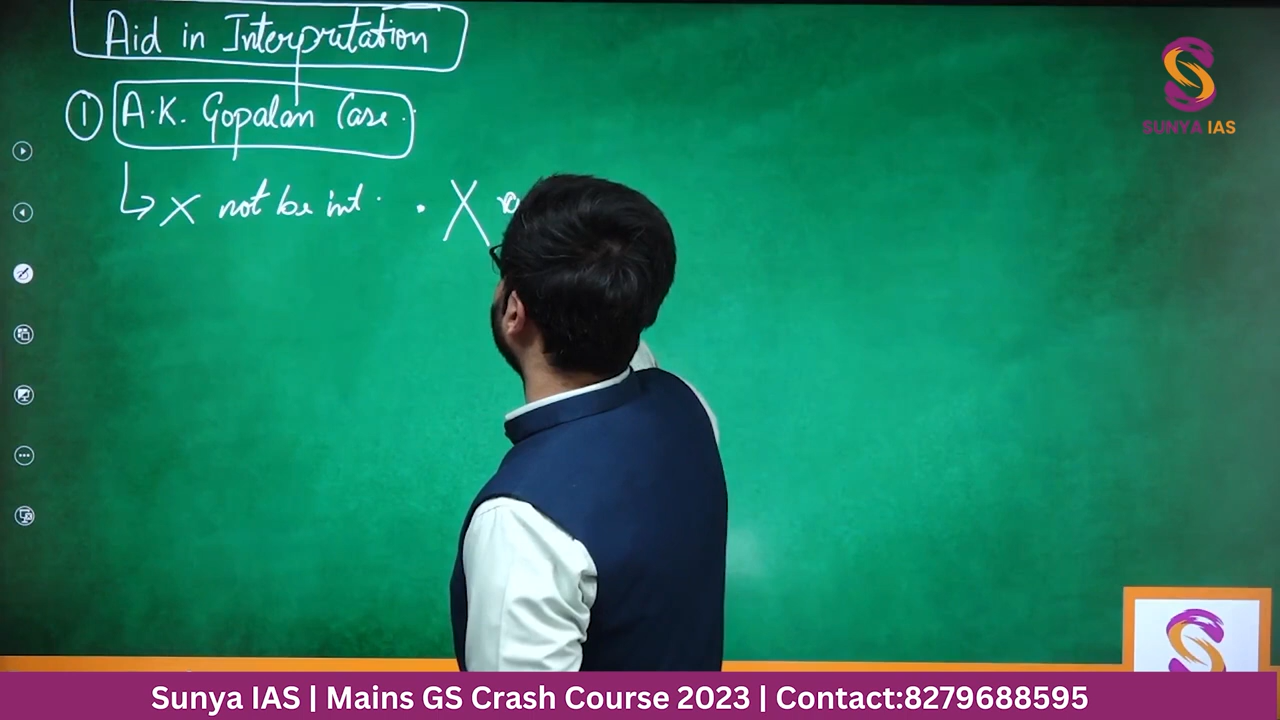 Aid in Interpretation
① A.K. Gopalan Case.
↳ X not be int . . X
SUNYA IAS
Sunya IAS | Mains GS Crash Course 2023 | Contact:8279688595